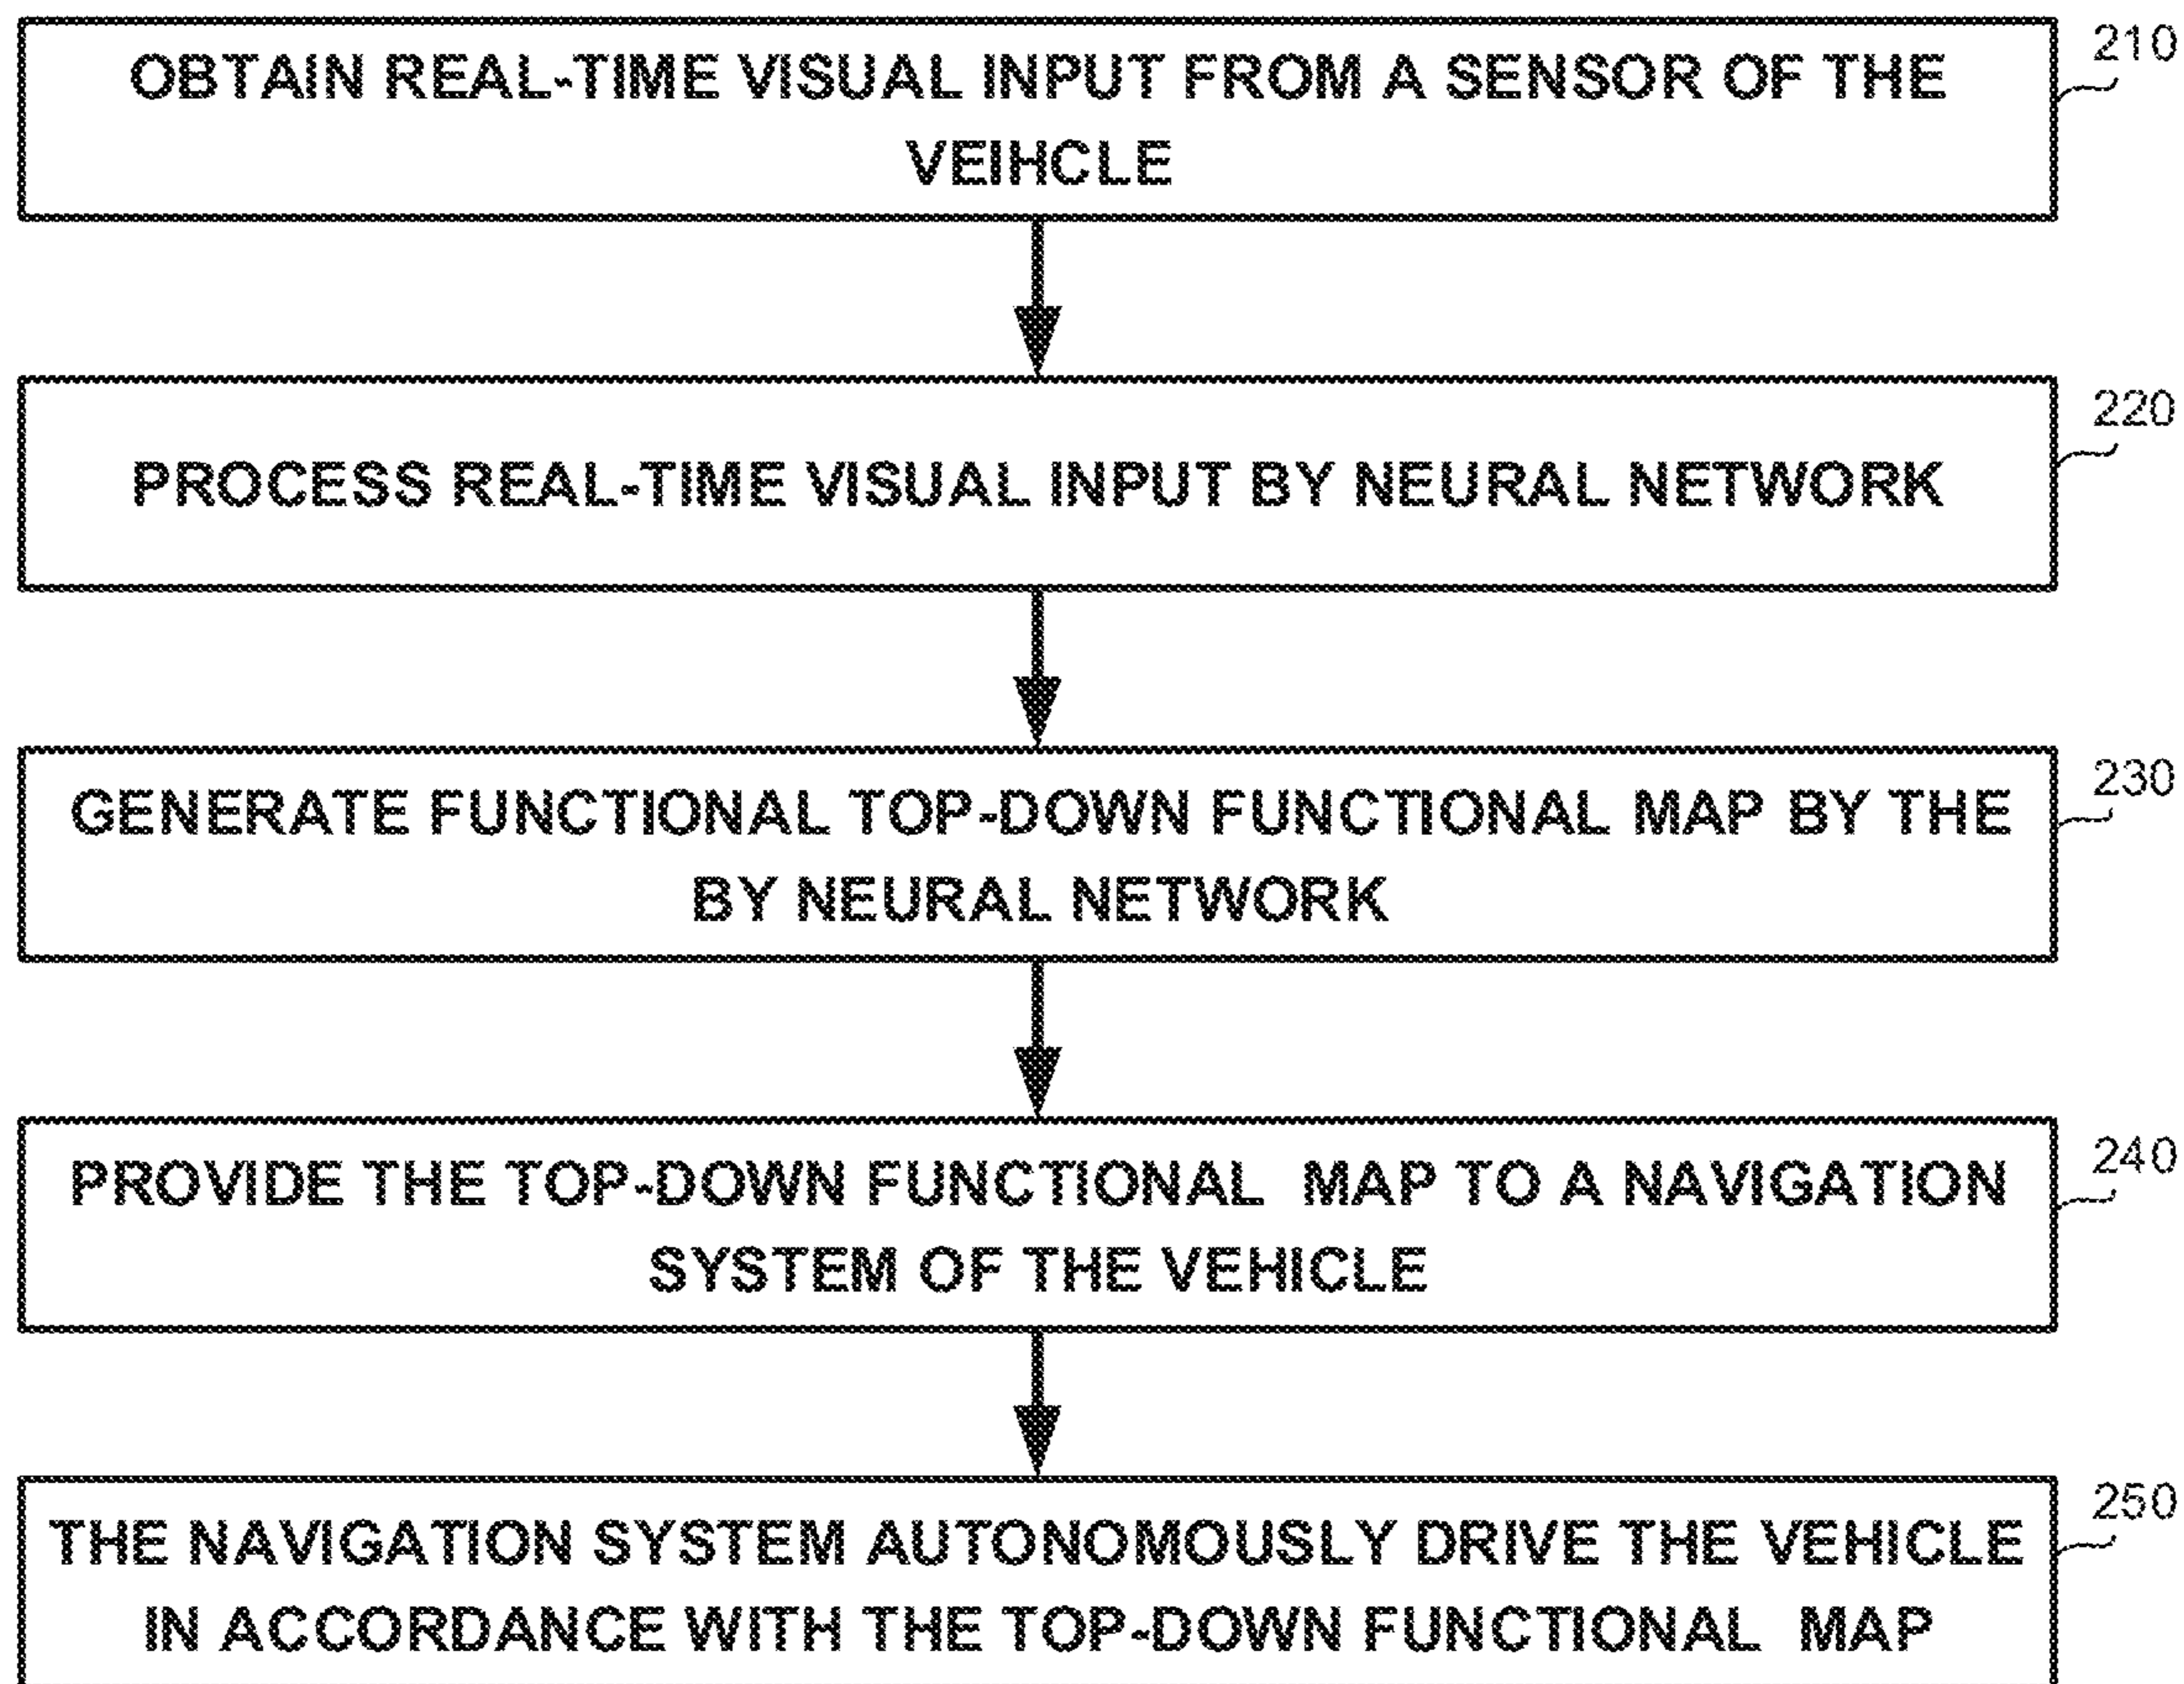 OBTAIN REAL-TIME VISUAL INPUT FROM A SENSOR OF THE
VEIHCLE
210
PROCESS REAL-TIME VISUAL INPUT BY NEURAL NETWORK
220
GENERATE FUNCTIONAL TOP-DOWN FUNCTIONAL MAP BY THE
BY NEURAL NETWORK
230
PROVIDE THE TOP-DOWN FUNCTIONAL MAP TO A NAVIGATION
SYSTEM OF THE VEHICLE
240
THE NAVIGATION SYSTEM AUTONOMOUSLY DRIVE THE VEHICLE
IN ACCORDANCE WITH THE TOP-DOWN FUNCTIONAL MAP
250